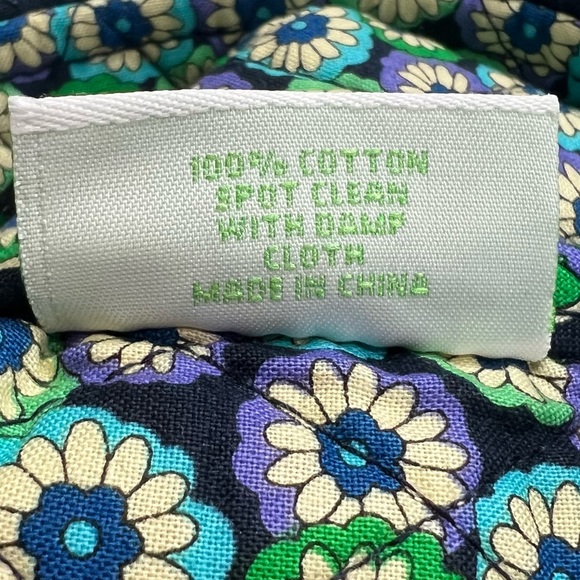 100% COTTON
SPOT CLEAN
WITH DAMP
CLOTH
MADE IN CHINA